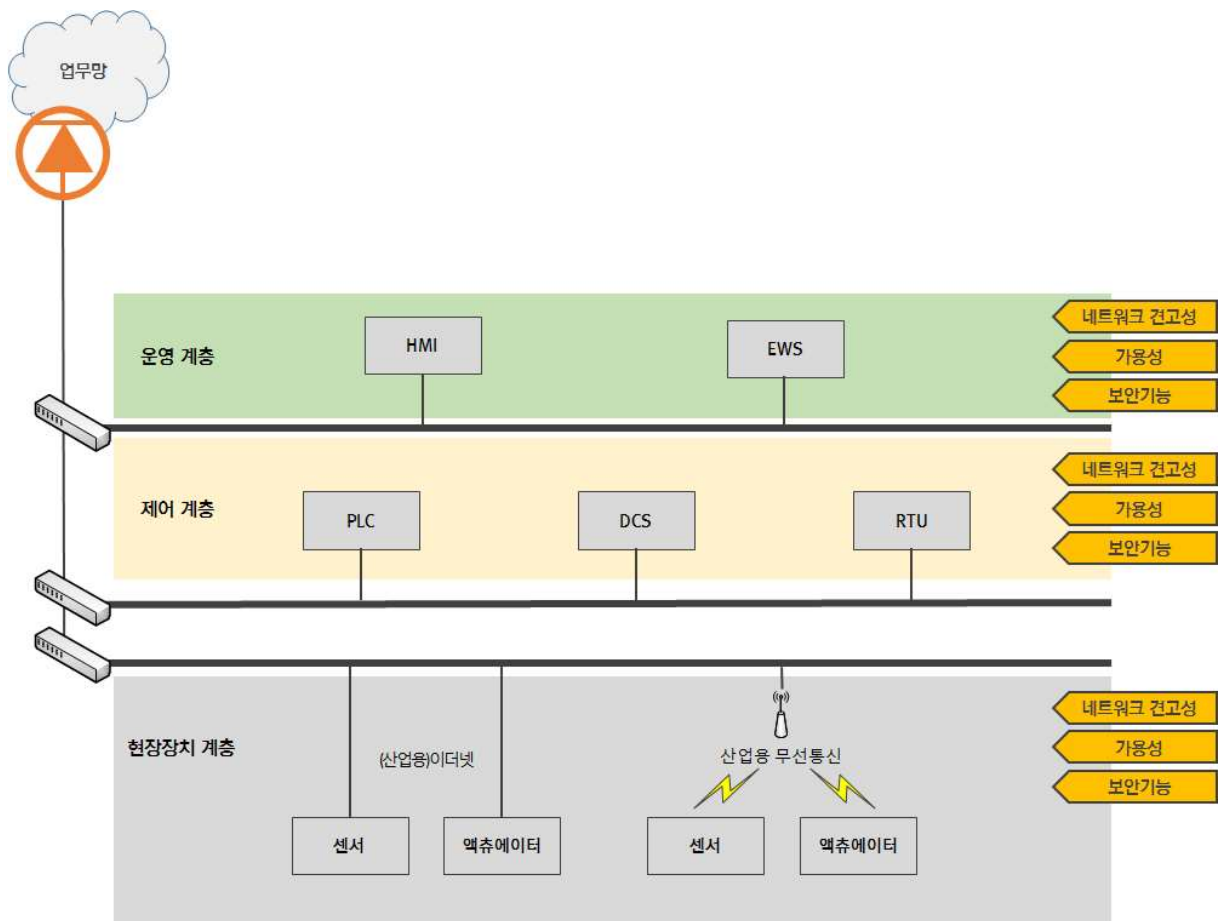 업무망
운영 계층
HMI
EWS
네트워크 견고성
가용성
보안기능
제어 계층
PLC
DCS
RTU
네트워크 견고성
가용성
보안기능
현장장치 계층
(산업용)이더넷
산업용 무선통신
네트워크 견고성
가용성
보안기능
센서
액츄에이터
센서
액츄에이터